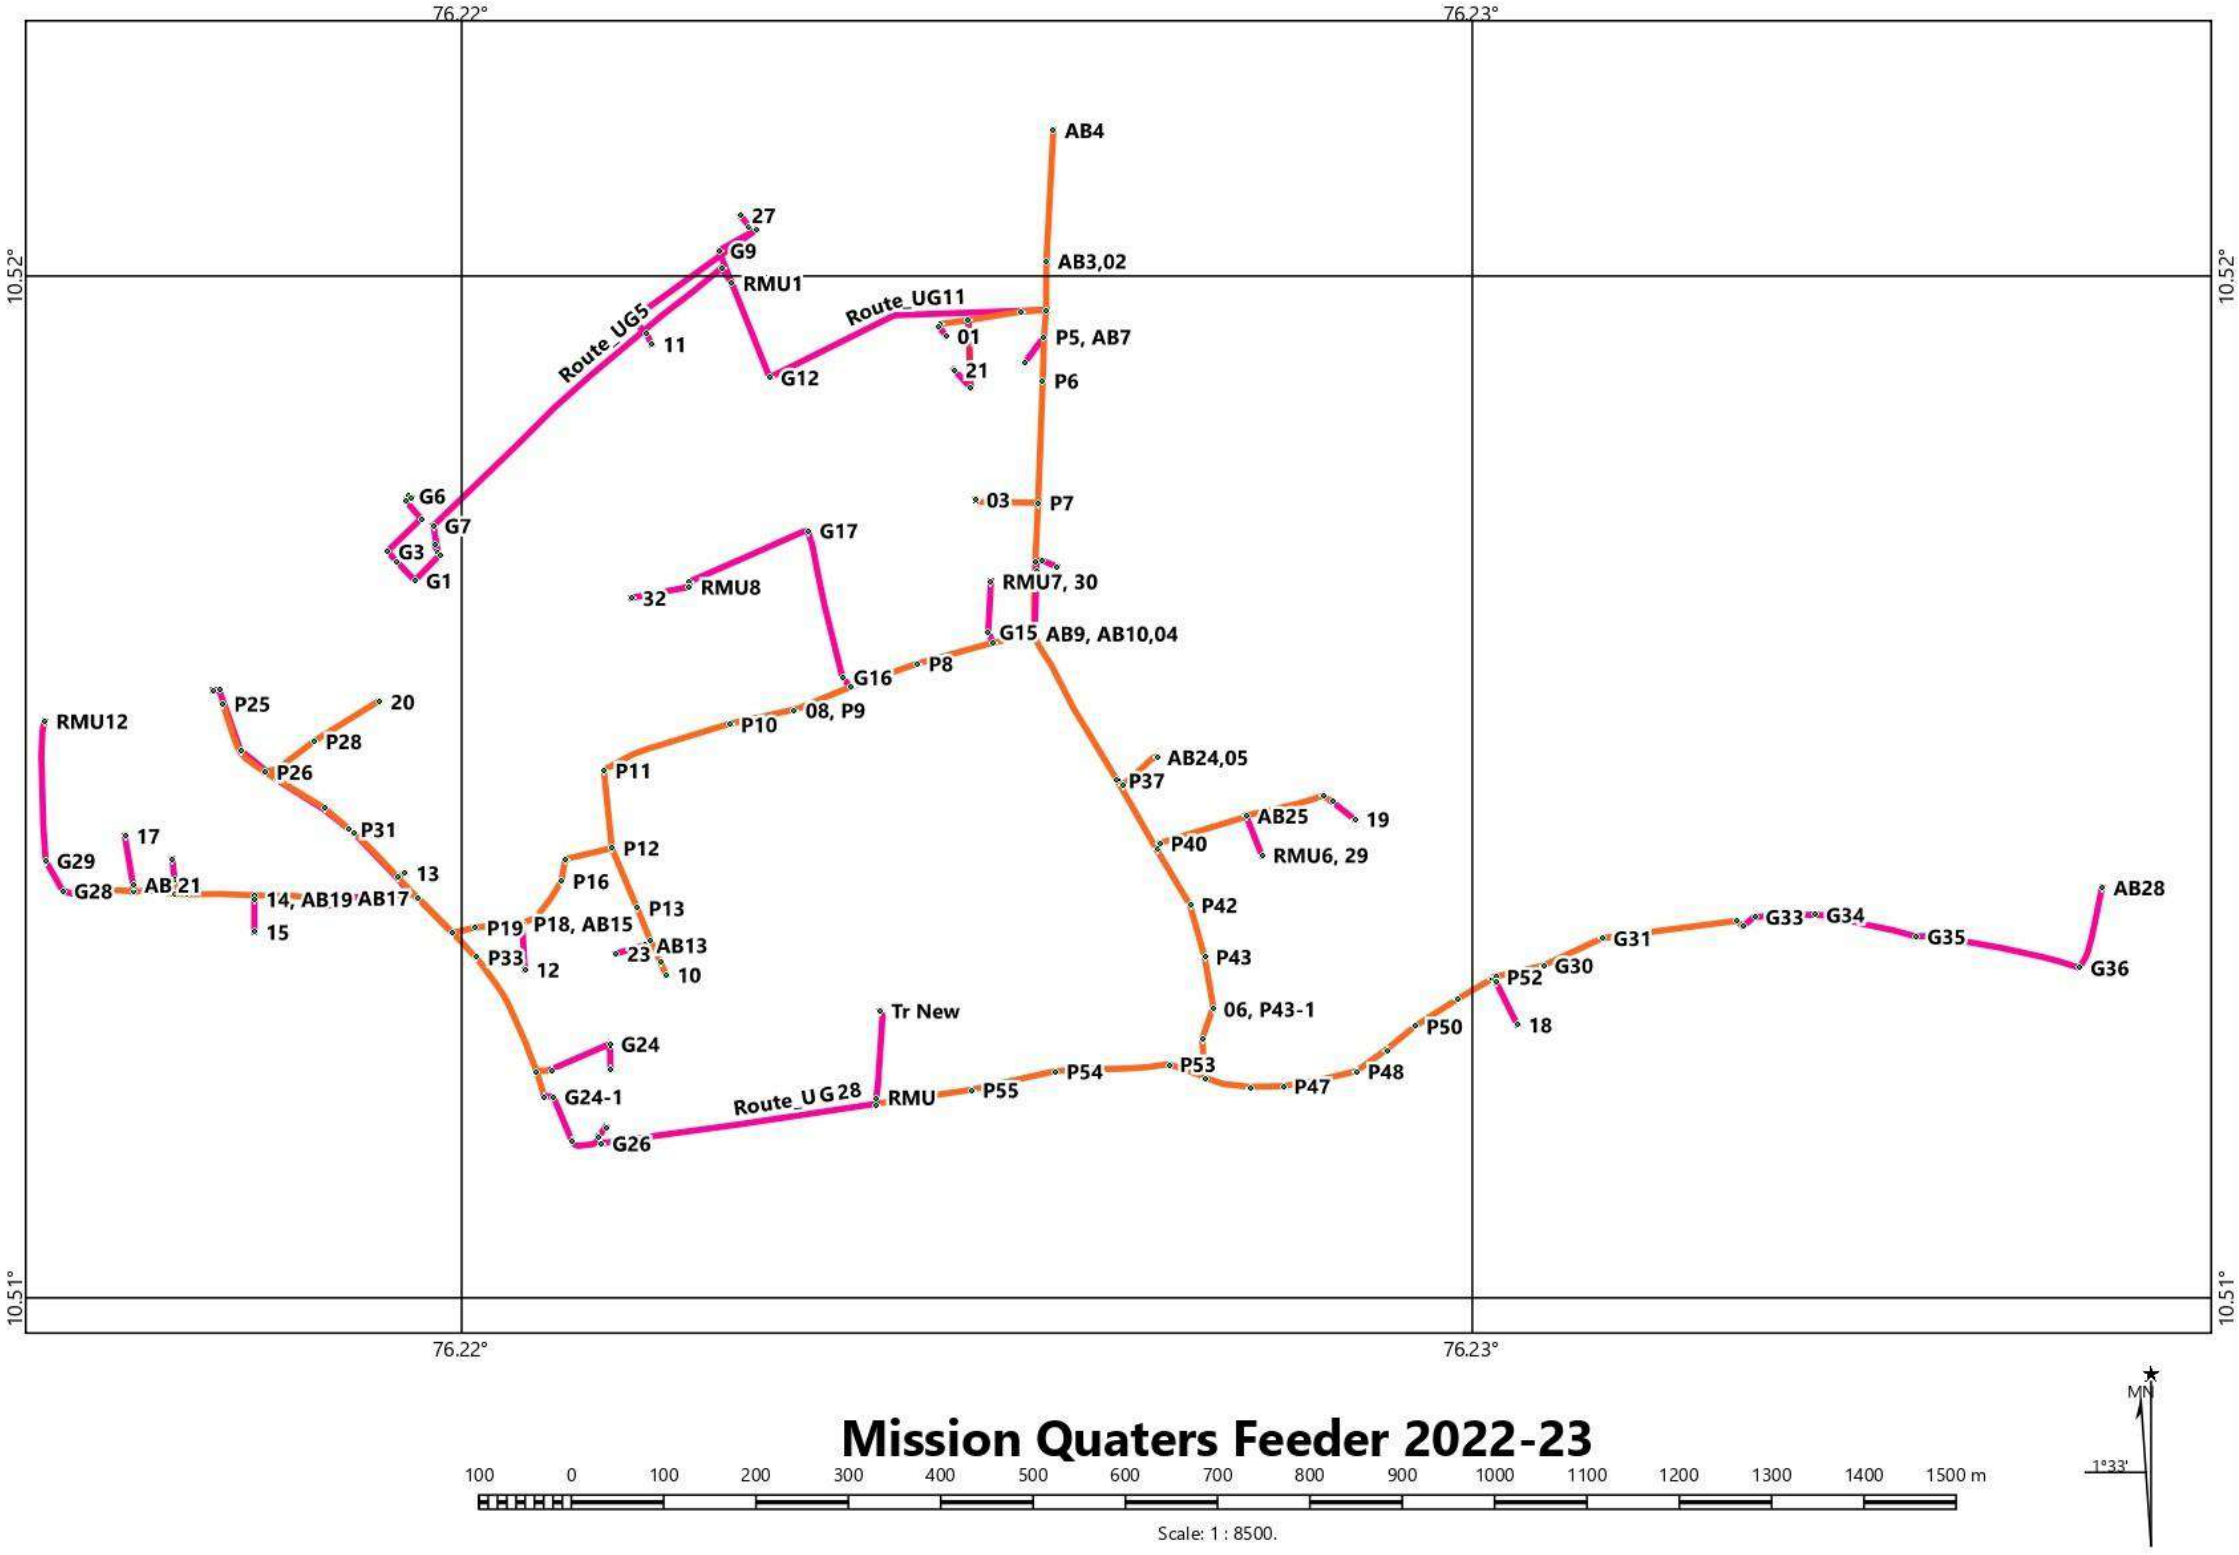 76.22° 76.23°
AB4
27
G9
AB3,02
10.52° 10.52°
RMU1
Route_UG11
Route_UG5
01
P5, AB7
11
21
G12
P6
G6
03
P7
G7
G17
G3
G1
RMU7, 30
RMU8
32
G15 AB9, AB10,04
P8
G16
P25
20
08, P9
RMU12
P10
P28
AB24,05
P26
P11
P37
AB25
19
P31
17
P40
P12
RMU6, 29
G29
13
P16
AB 21
AB28
G28
14, AB19 AB17
P42
P13
G33 G34
P19 P18, AB15
15
G31
G35
AB13
23
P33
P43
12
G30
G36
10
P52
06, P43-1
Tr New
18
P50
G24
P53
P54
P48
P47
P55
Route_UG28
RMU
G24-1
G26
10.51° 10.51°
76.22° 76.23°
MN
Mission Quaters Feeder 2022-23
1°33'
100 0 100 200 300 400 500 600 700 800 900 1000 1100 1200 1300 1400 1500 m
Scale: 1 : 8500.